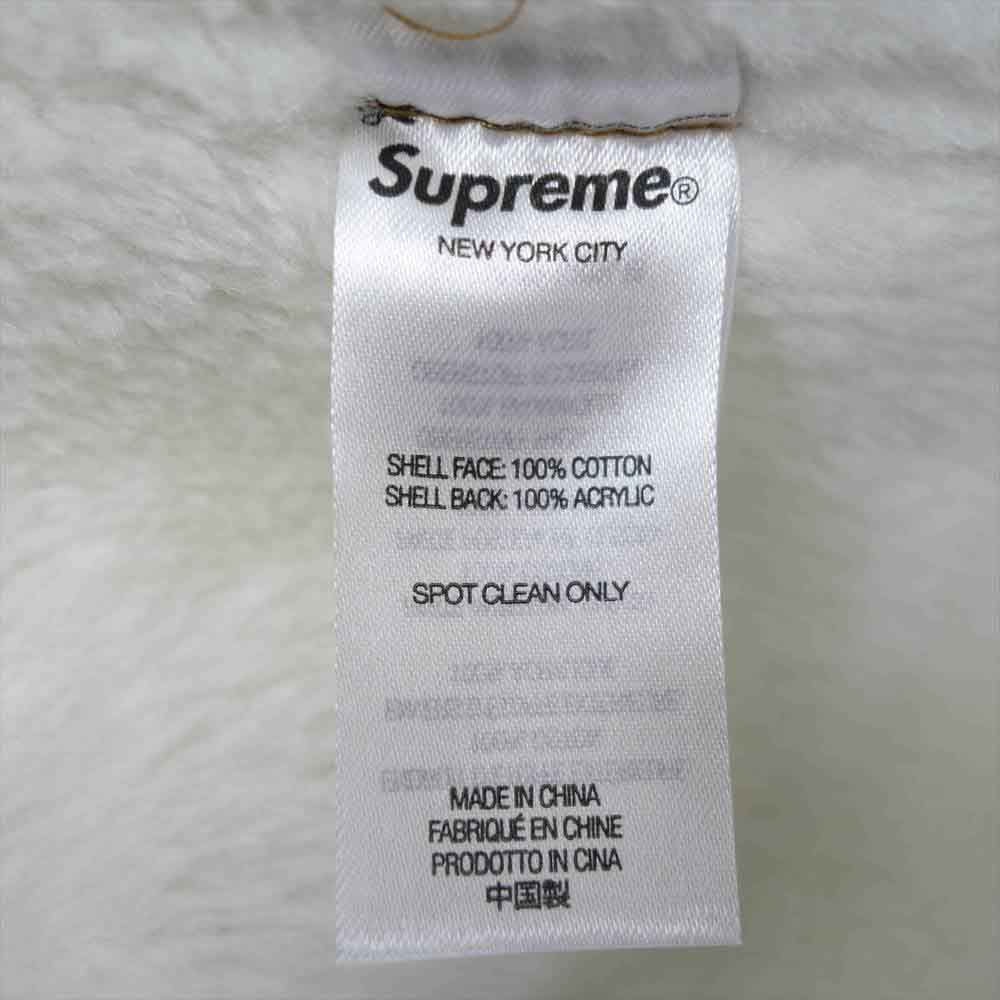 Supreme®
NEW YORK CITY
SHELL FACE: 100% COTTON
SHELL BACK: 100% ACRYLIC
SPOT CLEAN ONLY
MADE IN CHINA
FABRIQUÉ EN CHINE
PRODOTTO IN CINA
中国製